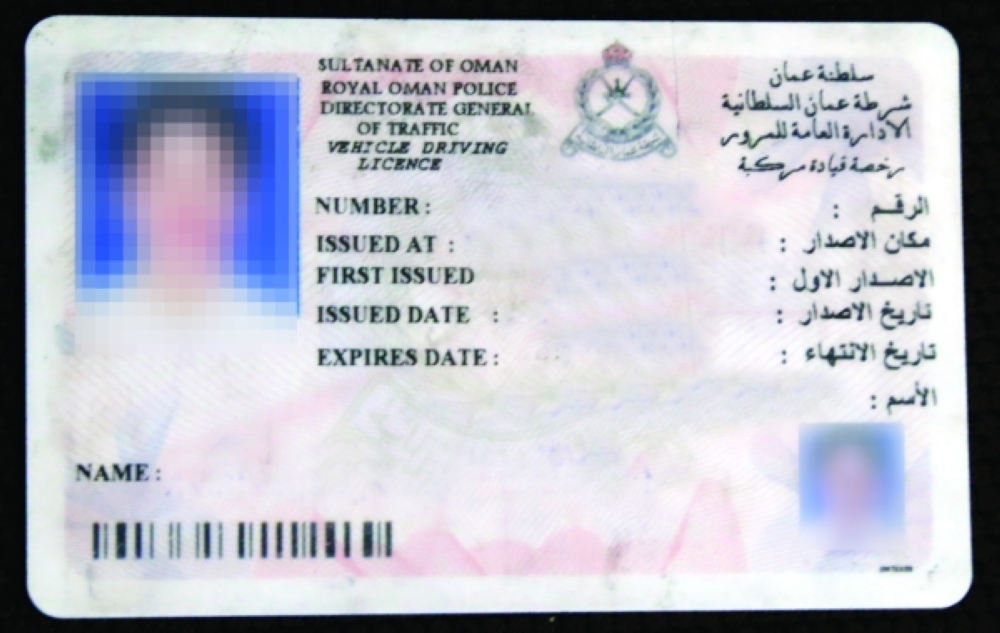 SULTANATE OF OMAN
ROYAL OMAN POLICE
DIRECTORATE GENERAL
OF TRAFFIC
VEHICLE DRIVING
LICENCE
سلطنة عمان
شرطة عمان السلطانية
الادارة العامة للمرور
رخصة قيادة مركبة
NUMBER : الرقم :
ISSUED AT : مكان الاصدار :
FIRST ISSUED الاصدار الاول :
ISSUED DATE : تاريخ الاصدار :
EXPIRES DATE : تاريخ الانتهاء :
الأسم :
NAME :